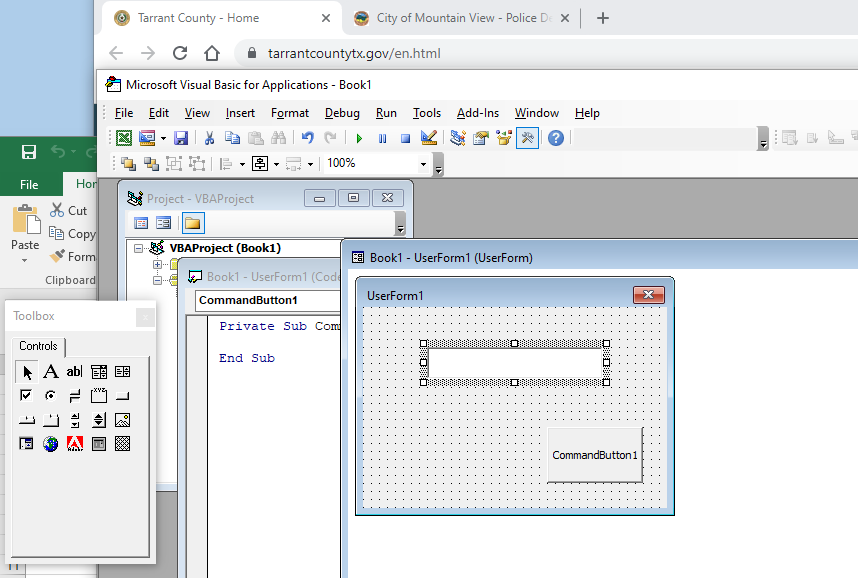 Tarrant County - Home
City of Mountain View - Police De
tarrantcountytx.gov/en.html
Microsoft Visual Basic for Applications - Book1
File Edit View Insert Format Debug Run Tools Add-Ins Window Help
100%
File
Hor
Cut
Copy
Form
Paste
Clipboard
Project - VBAProject
VBAProject (Book1)
Book1 - UserForm1 (Code
CommandButton1
Private Sub Com
End Sub
Toolbox
Controls
A ab|
XYZ
Book1 - UserForm1 (UserForm)
UserForm1
CommandButton1